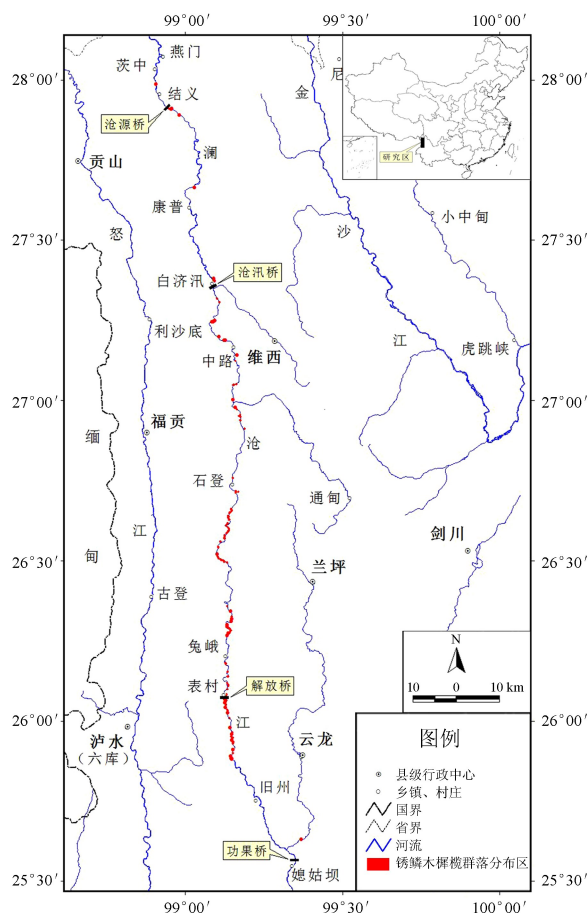 99°00′ 99°30′ 100°00′
28°00′ 27°30′ 27°00′ 26°30′ 26°00′ 25°30′
28°00′ 27°30′ 27°00′ 26°30′ 26°00′ 25°30′
燕门
茨中
结义
沧源桥
贡山
澜
金
尼
研究区
康普
怒
沙
小中甸
白济汛
沧汛桥
利沙底
中路
维西
江
虎跳峡
福贡
缅
沧
石登
通甸
剑川
甸
江
兰坪
古登
兔峨
表村
解放桥
江
泸水
(六库)
云龙
旧州
功果桥
媳姑坝
N
10 0 10 km
图例
县级行政中心
乡镇、村庄
国界
省界
河流
锈鳞木樨榄群落分布区
99°00′ 99°30′ 100°00′